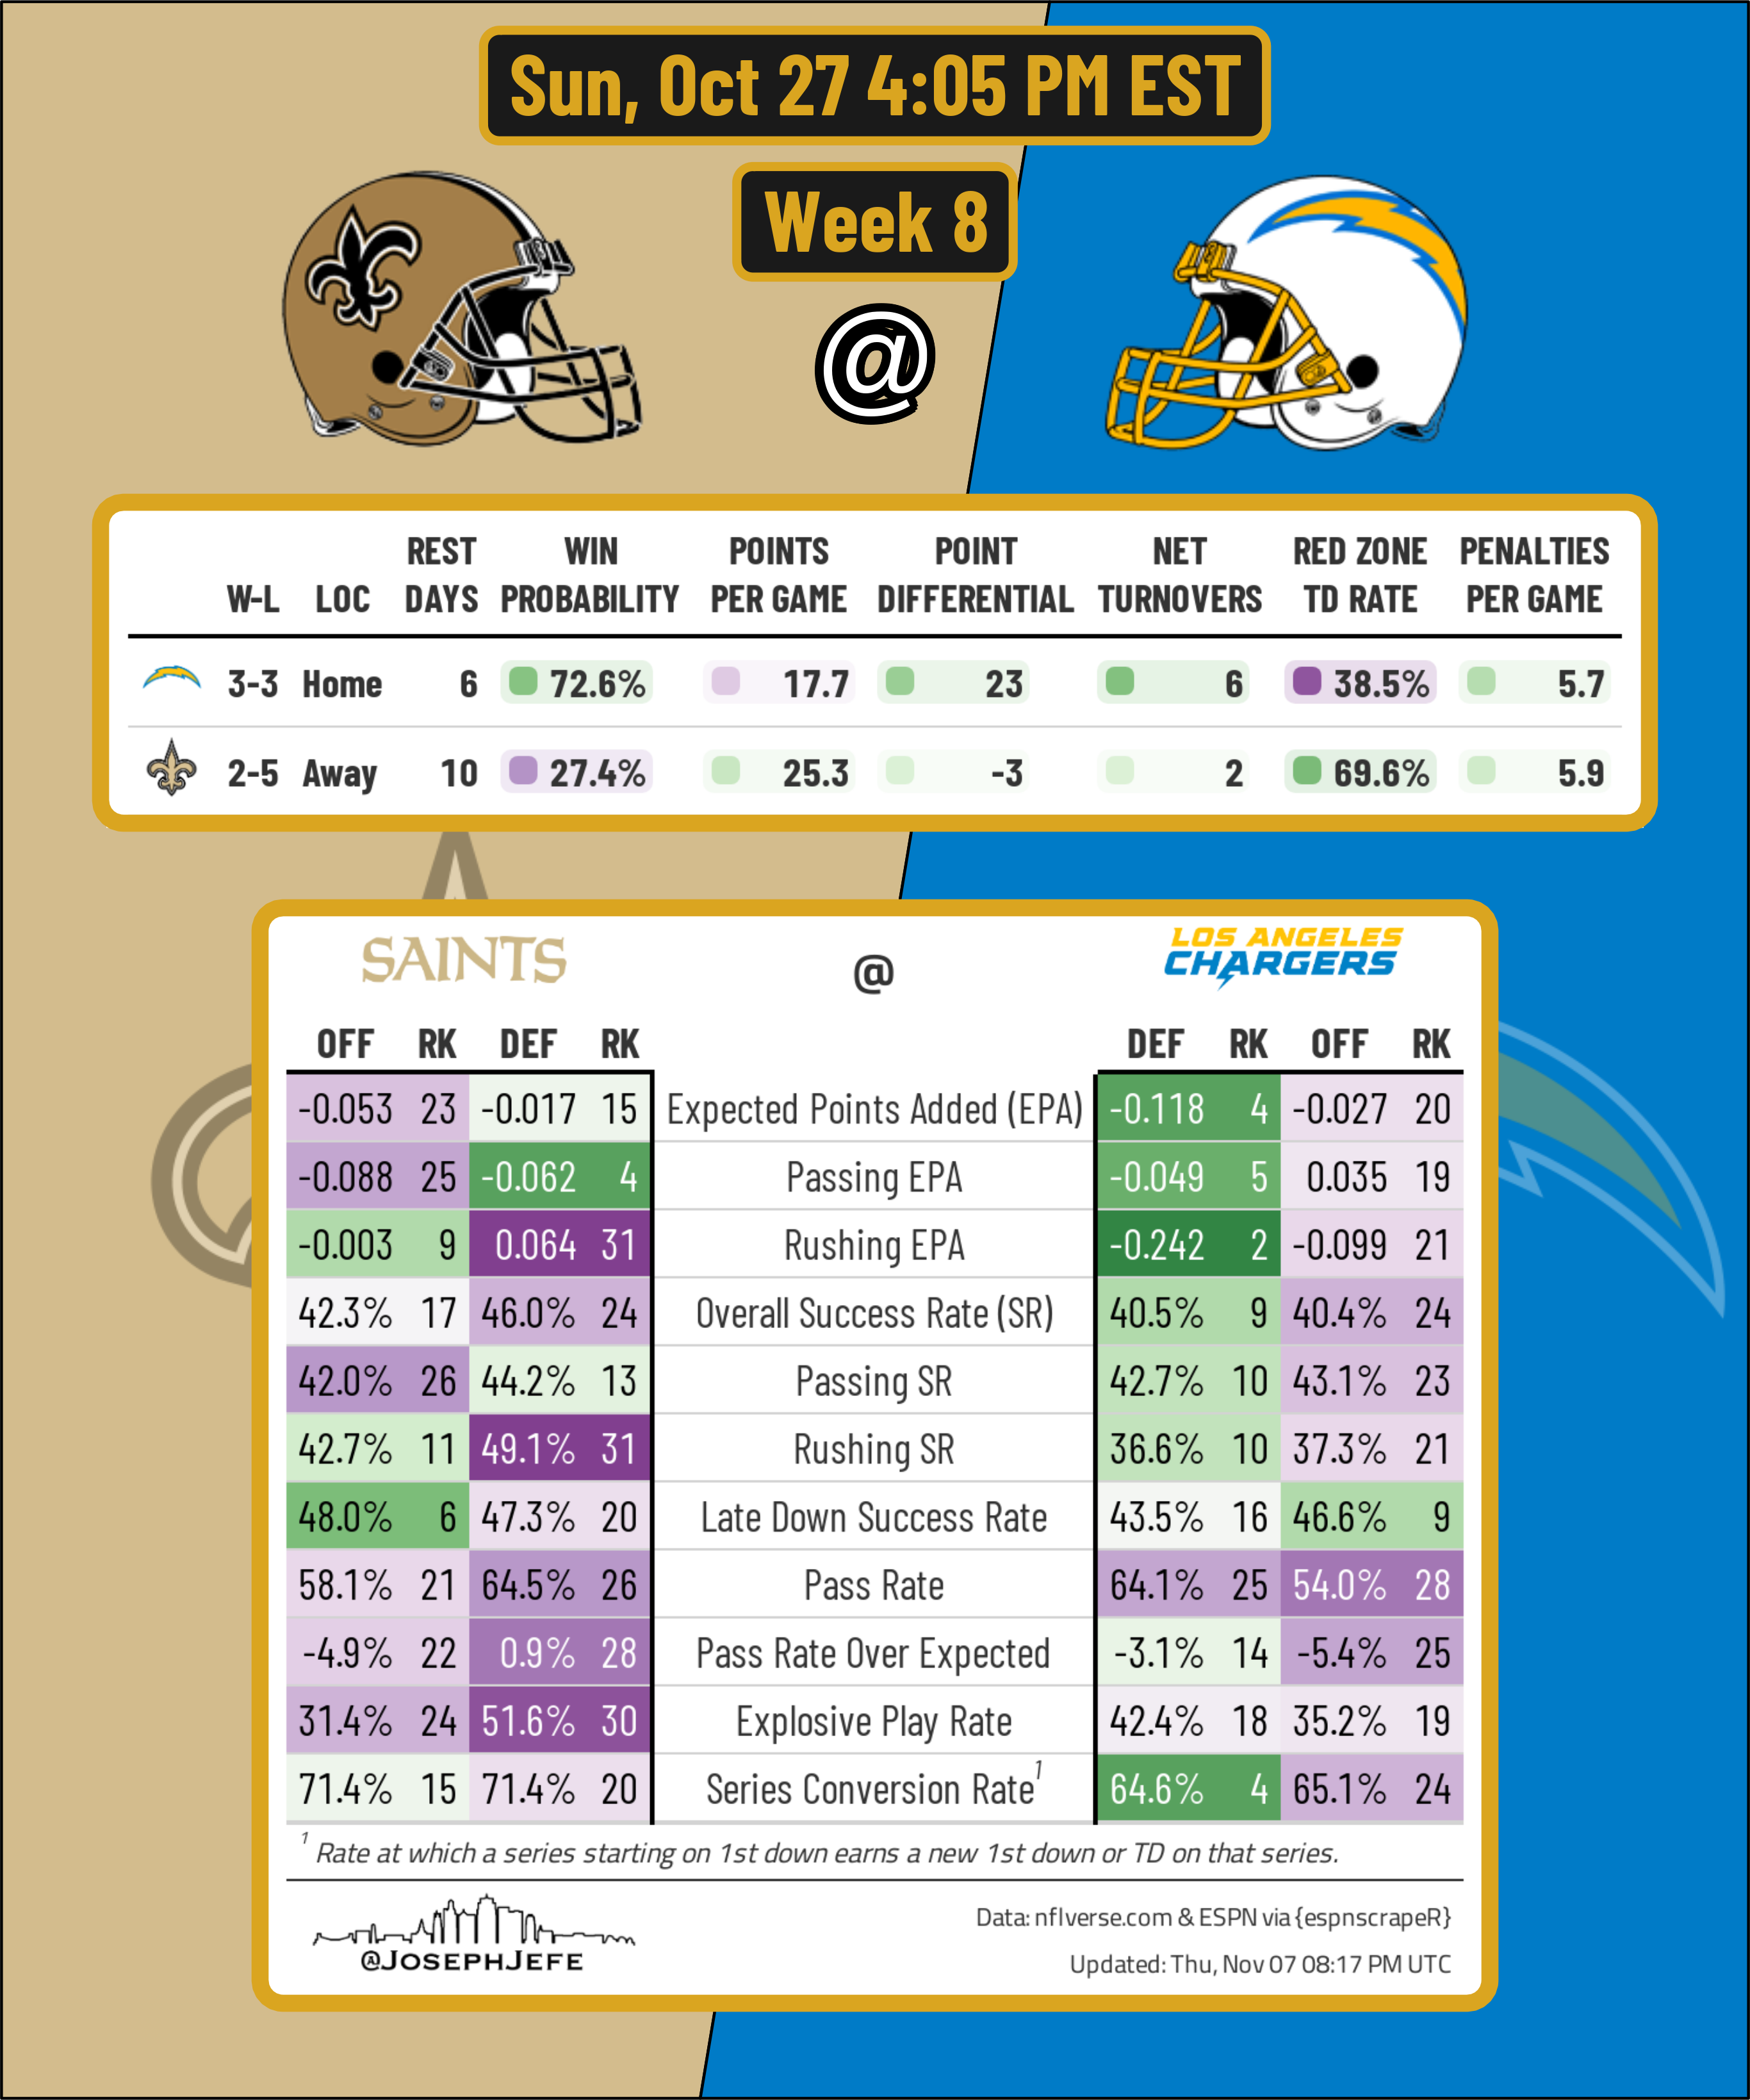 Sun, Oct 27 4:05 PM EST
Week 8
@
W-L LOC REST DAYS WIN PROBABILITY POINTS PER GAME POINT DIFFERENTIAL NET TURNOVERS RED ZONE TD RATE PENALTIES PER GAME
3-3 Home 6 72.6% 17.7 23 6 38.5% 5.7
2-5 Away 10 27.4% 25.3 -3 2 69.6% 5.9
SAINTS @ LOS ANGELES CHARGERS
OFF RK DEF RK DEF RK OFF RK
-0.053 23 -0.017 15 Expected Points Added (EPA) -0.118 4 -0.027 20
-0.088 25 -0.062 4 Passing EPA -0.049 5 0.035 19
-0.003 9 0.064 31 Rushing EPA -0.242 2 -0.099 21
42.3% 17 46.0% 24 Overall Success Rate (SR) 40.5% 9 40.4% 24
42.0% 26 44.2% 13 Passing SR 42.7% 10 43.1% 23
42.7% 11 49.1% 31 Rushing SR 36.6% 10 37.3% 21
48.0% 6 47.3% 20 Late Down Success Rate 43.5% 16 46.6% 9
58.1% 21 64.5% 26 Pass Rate 64.1% 25 54.0% 28
-4.9% 22 0.9% 28 Pass Rate Over Expected -3.1% 14 -5.4% 25
31.4% 24 51.6% 30 Explosive Play Rate 42.4% 18 35.2% 19
71.4% 15 71.4% 20 Series Conversion Rate¹ 64.6% 4 65.1% 24
¹ Rate at which a series starting on 1st down earns a new 1st down or TD on that series.
@JOSEPHJEFE
Data: nflverse.com & ESPN via {espnscrapeR}
Updated: Thu, Nov 07 08:17 PM UTC